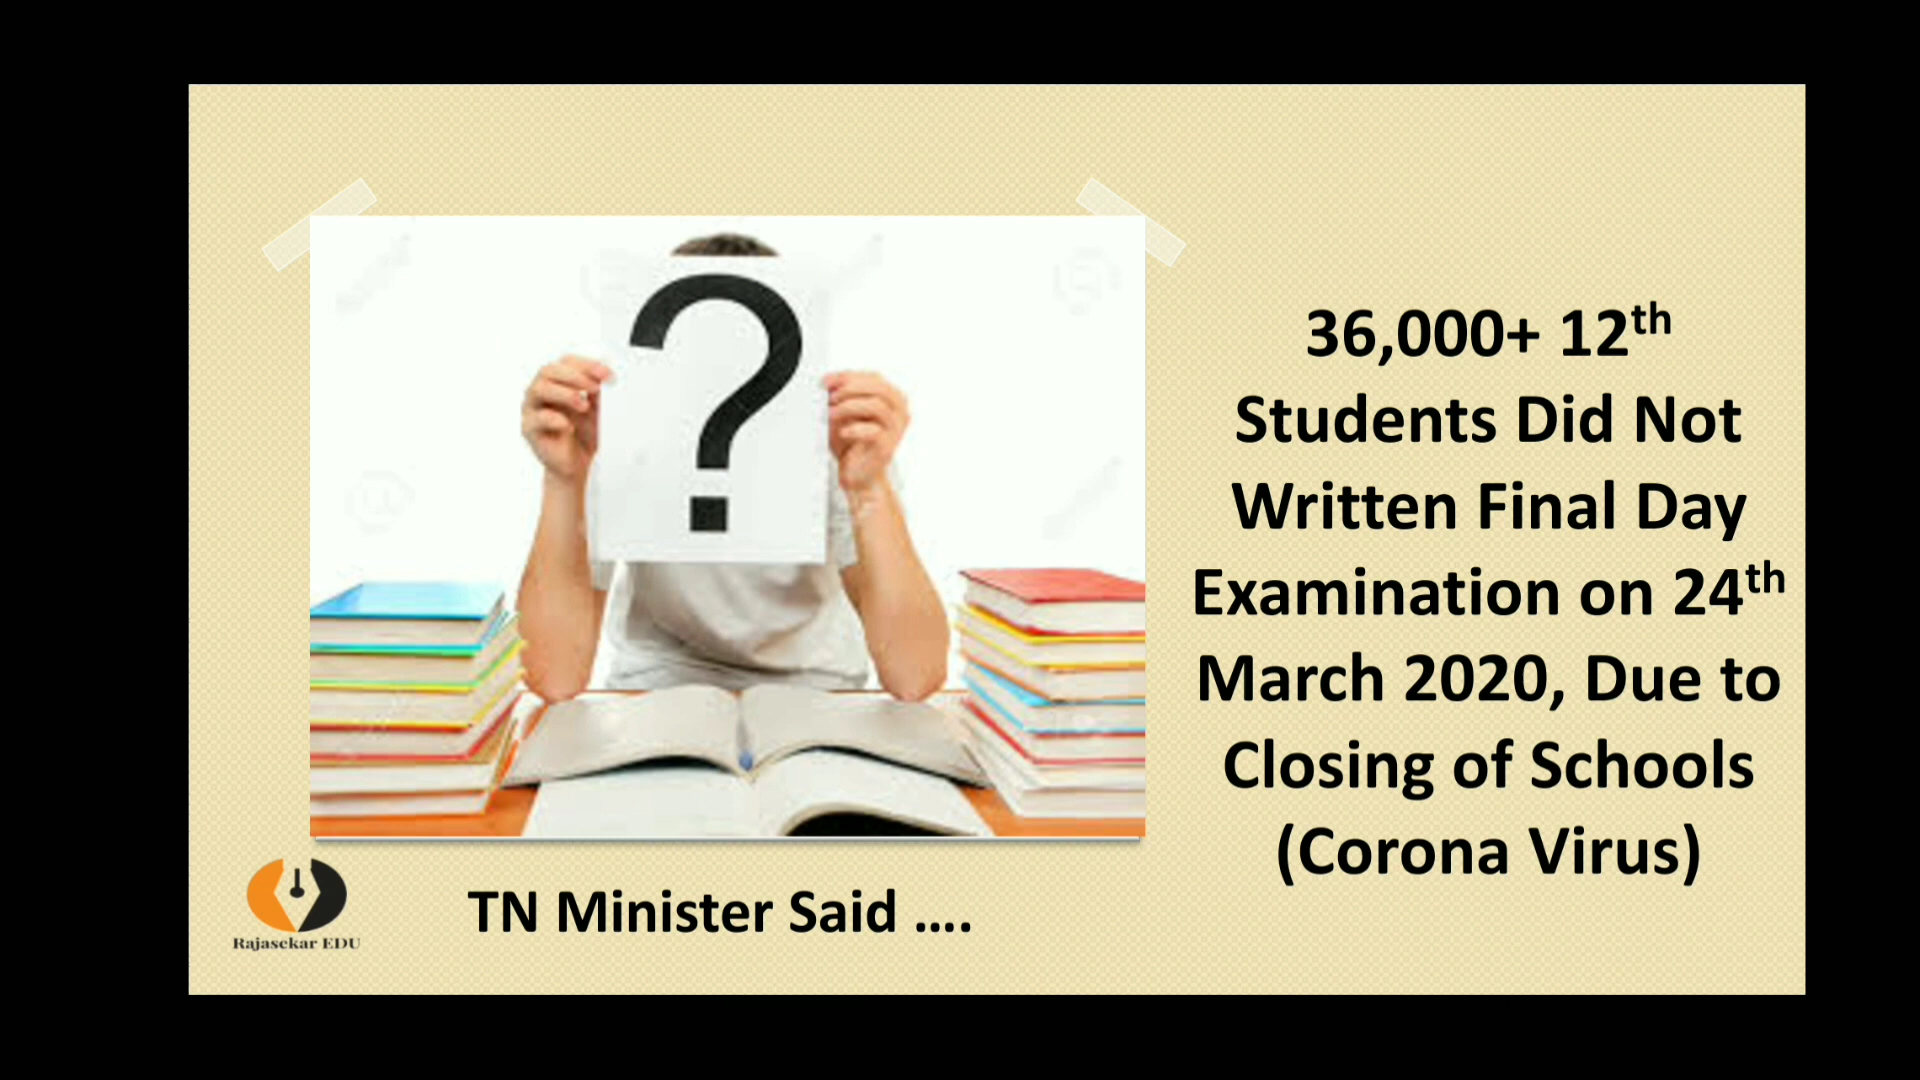 ?
36,000+ 12th
Students Did Not
Written Final Day
Examination on 24th
March 2020, Due to
Closing of Schools
(Corona Virus)
TN Minister Said ....
Rajasekar EDU